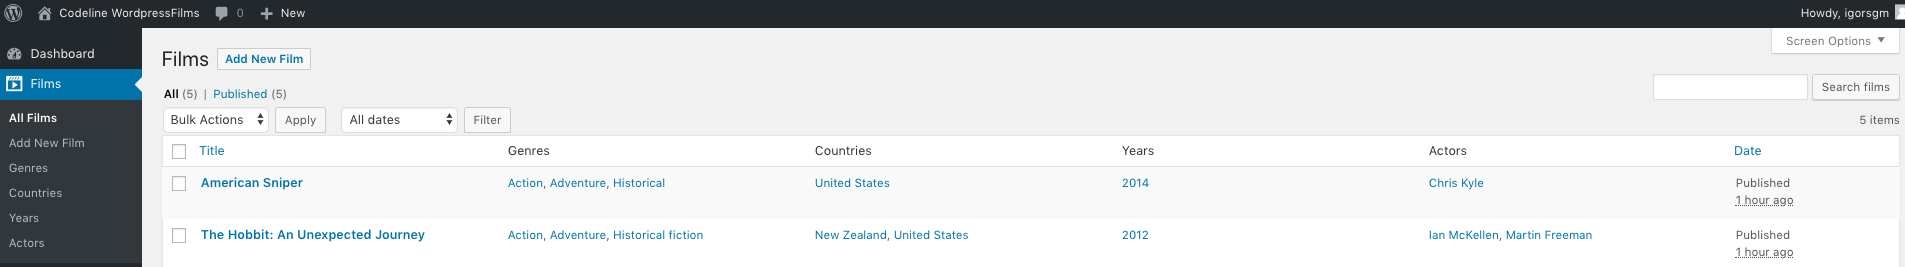 Codeline WordpressFilms 0 New Howdy, igorsgm
Dashboard
Films
All Films
Add New Film
Genres
Countries
Years
Actors
Screen Options
Films Add New Film
All (5) | Published (5)
Search films
Bulk Actions Apply All dates Filter
5 items
Title Genres Countries Years Actors Date
American Sniper Action, Adventure, Historical United States 2014 Chris Kyle Published
1 hour ago
The Hobbit: An Unexpected Journey Action, Adventure, Historical fiction New Zealand, United States 2012 Ian McKellen, Martin Freeman Published
1 hour ago